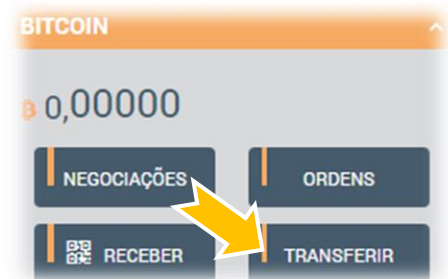 BITCOIN
0,00000
NEGOCIAÇÕES
ORDENS
RECEBER
TRANSFERIR